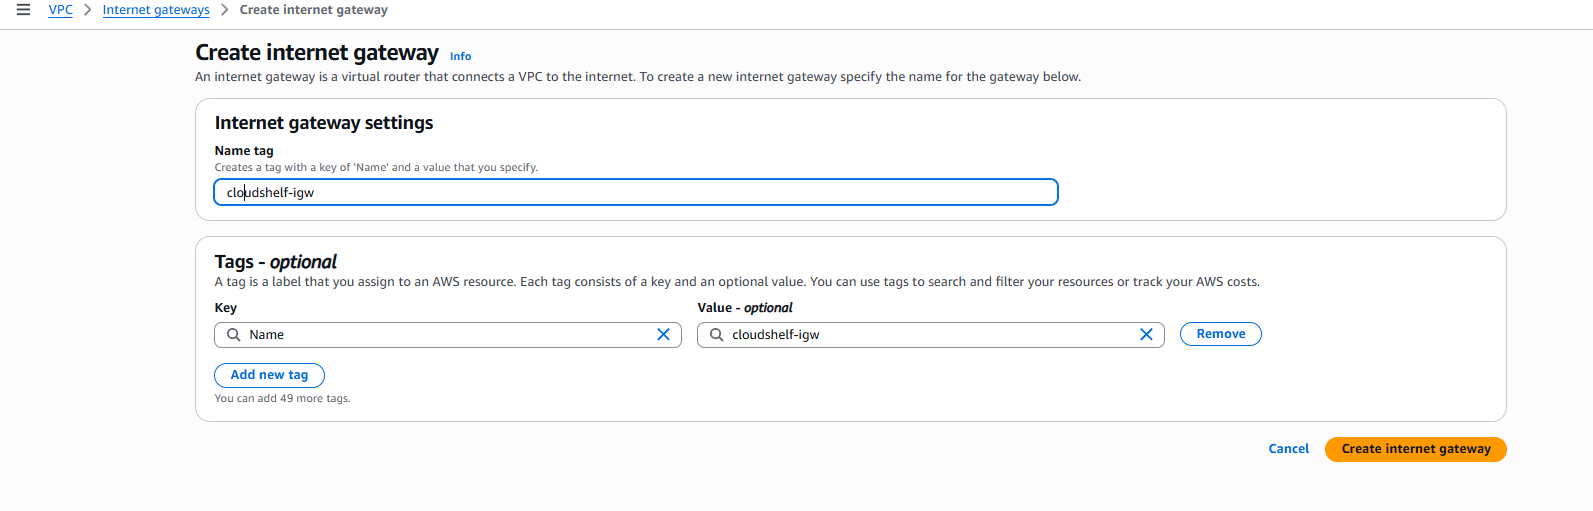 VPC > Internet gateways > Create internet gateway
Create internet gateway Info
An internet gateway is a virtual router that connects a VPC to the internet. To create a new internet gateway specify the name for the gateway below.
Internet gateway settings
Name tag
Creates a tag with a key of 'Name' and a value that you specify.
cloudshelf-igw
Tags - optional
A tag is a label that you assign to an AWS resource. Each tag consists of a key and an optional value. You can use tags to search and filter your resources or track your AWS costs.
Key Value - optional
Name cloudshelf-igw Remove
Add new tag
You can add 49 more tags.
Cancel Create internet gateway